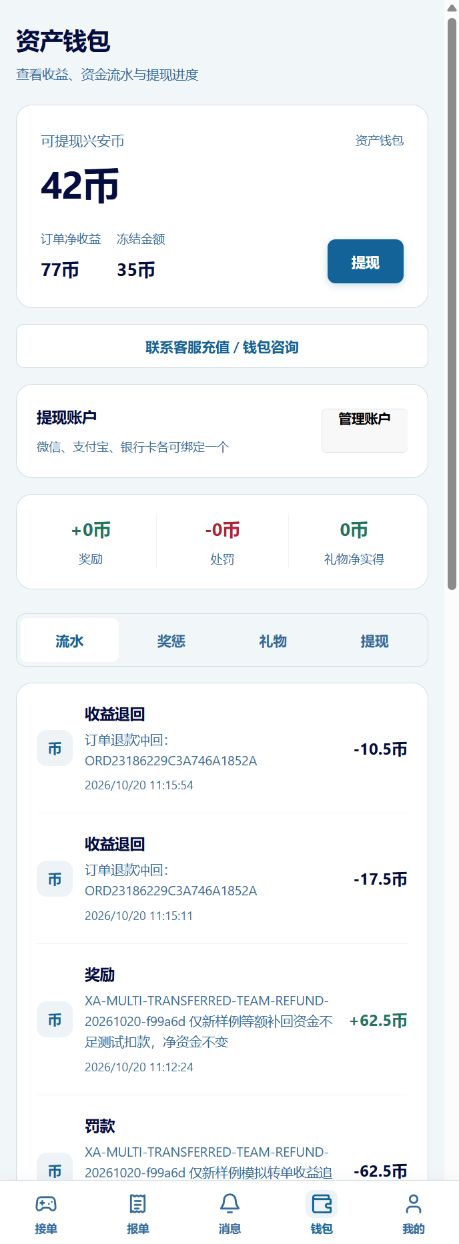 资产钱包
查看收益、资金流水与提现进度
可提现兴安币
资产钱包
42币
订单净收益
冻结金额
77币
35币
提现
联系客服充值 / 钱包咨询
提现账户
管理账户
微信、支付宝、银行卡各可绑定一个
+0币
-0币
0币
奖励
处罚
礼物净实得
流水
奖惩
礼物
提现
收益退回
订单退款冲回：
币
-10.5币
ORD23186229C3A746A1852A
2026/10/20 11:15:54
收益退回
订单退款冲回：
币
-17.5币
ORD23186229C3A746A1852A
2026/10/20 11:15:11
奖励
XA-MULTI-TRANSFERRED-TEAM-REFUND-
币
20261020-f99a6d 仅新样例等额补回资金不
+62.5币
足测试扣款，净资金不变
2026/10/20 11:12:24
罚款
XA-MULTI-TRANSFERRED-TEAM-REFUND-
币
20261020-f99a6d 仅新样例模拟转单收益追
-62.5币
接单
报单
消息
钱包
我的